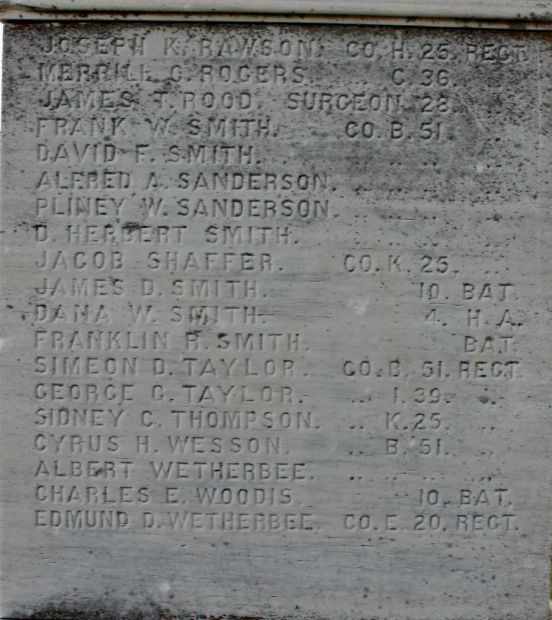 JOSEPH K. RAWSON. CO. H. 25. REGT.
MERRILL C. ROGERS. .. C. 36. ..
JAMES T. ROOD. SURGEON. 28. ..
FRANK W. SMITH. CO. B. 51. ..
DAVID F. SMITH. .. .. .. ..
ALFRED A. SANDERSON. .. .. .. ..
PLINEY W. SANDERSON. .. .. .. ..
D. HERBERT SMITH. .. .. .. ..
JACOB SHAFFER. CO. K. 25. ..
JAMES D. SMITH. 10. BAT.
DANA W. SMITH. 4. H. A.
FRANKLIN R. SMITH. BAT.
SIMEON D. TAYLOR. CO. B. 51. REGT.
GEORGE G. TAYLOR. .. I. 39. ..
SIDNEY C. THOMPSON. .. K. 25. ..
CYRUS H. WESSON. .. B. 51. ..
ALBERT WETHERBEE. .. .. .. ..
CHARLES E. WOODIS. 10. BAT.
EDMUND D. WETHERBEE. CO. E. 20. REGT.